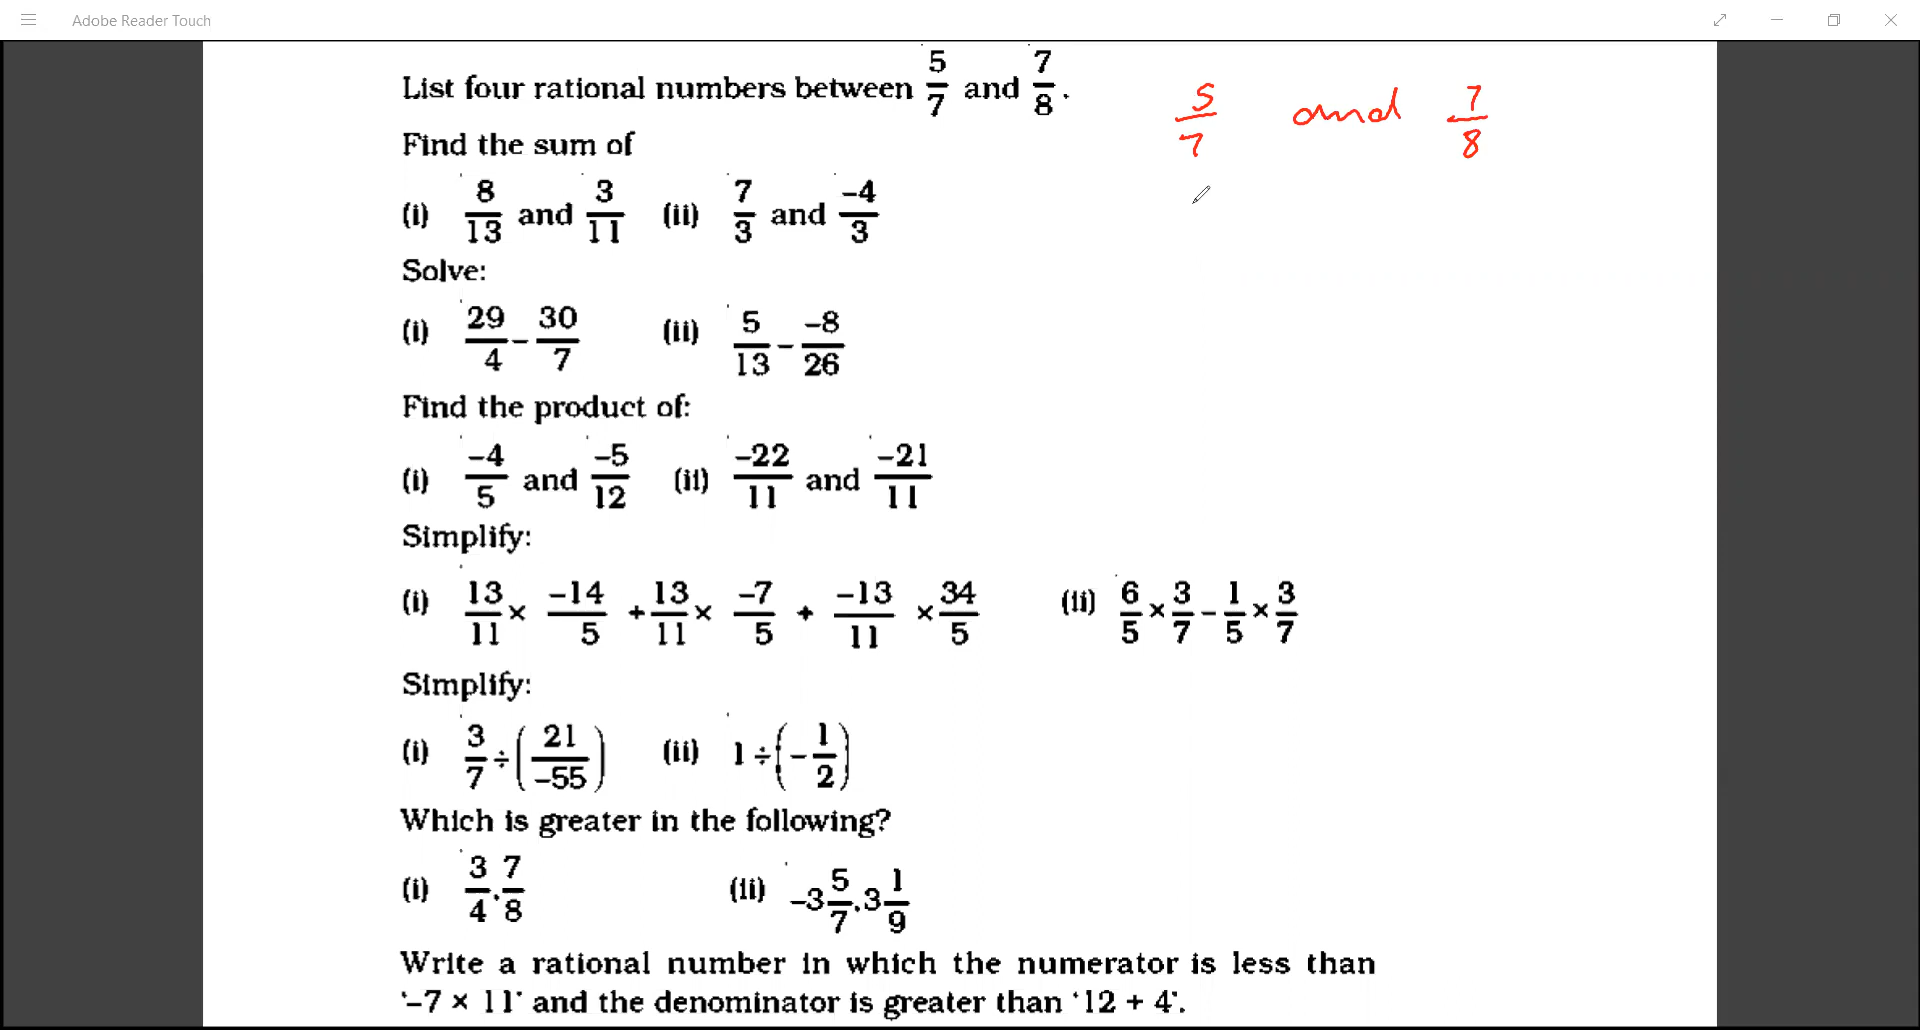 Adobe Reader Touch
List four rational numbers between 5/7 and 7/8.
5/7 and 7/8
Find the sum of
(i) 8/13 and 3/11 (ii) 7/3 and -4/3
Solve:
(i) 29/4 - 30/7 (ii) 5/13 - -8/26
Find the product of:
(i) -4/5 and -5/12 (ii) -22/11 and -21/11
Simplify:
(i) 13/11 × -14/5 + 13/11 × -7/5 + -13/11 × 34/5 (ii) 6/5 × 3/7 - 1/5 × 3/7
Simplify:
(i) 3/7 ÷ (21/-55) (ii) 1 ÷ (-1/2)
Which is greater in the following?
(i) 3/4, 7/8 (ii) -3 5/7, 3 1/9
Write a rational number in which the numerator is less than
'-7 × 11' and the denominator is greater than '12 + 4'.